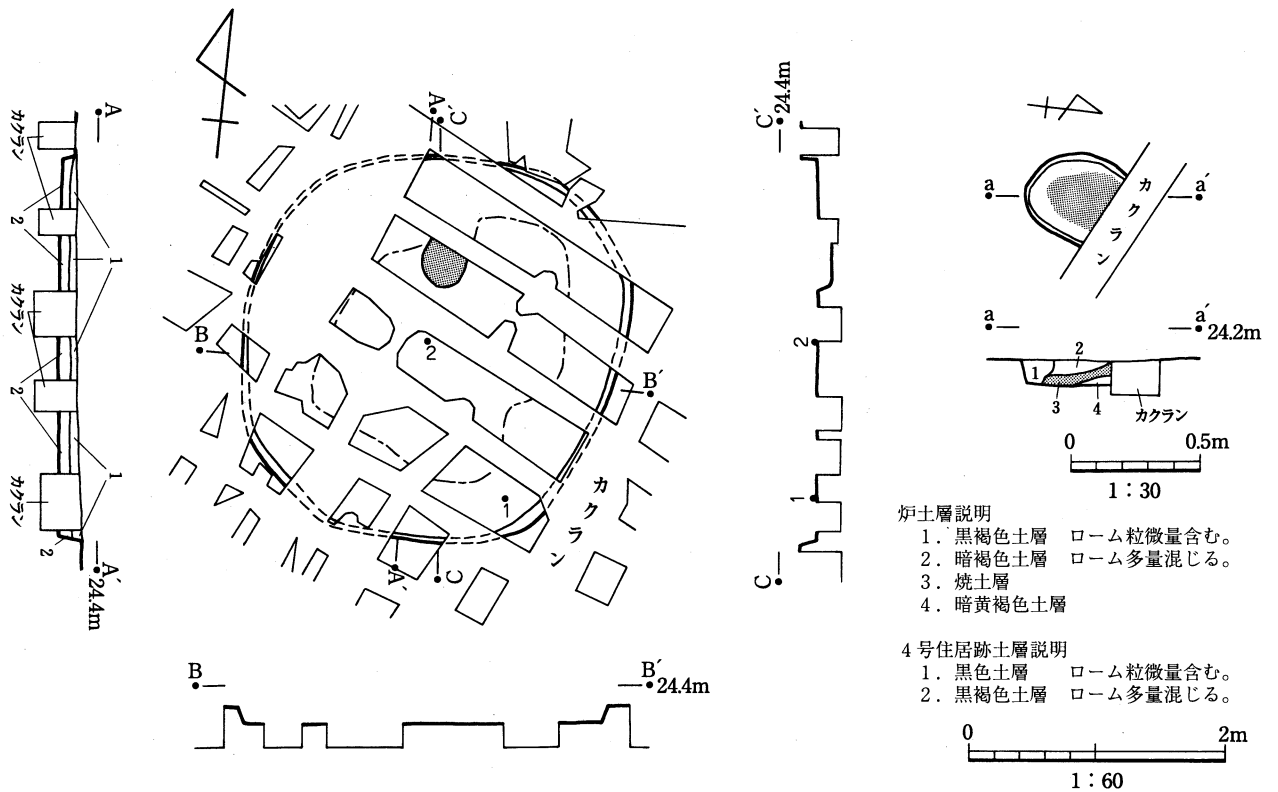 A
A′
24.4m
カクラン
カクラン
カクラン
1
1
2
2
2
A
C′
B
B′
2
1
カクラン
A′
C
C′
24.4m
2
1
C
B
B′
24.4m
a
a′
カクラン
a
a′
24.2m
1
2
3
4
カクラン
0
0.5m
1：30
炉土層説明
1．黒褐色土層 ローム粒微量含む。
2．暗褐色土層 ローム多量混じる。
3．焼土層
4．暗黄褐色土層
4号住居跡土層説明
1．黒色土層 ローム粒微量含む。
2．黒褐色土層 ローム多量混じる。
0
2m
1：60